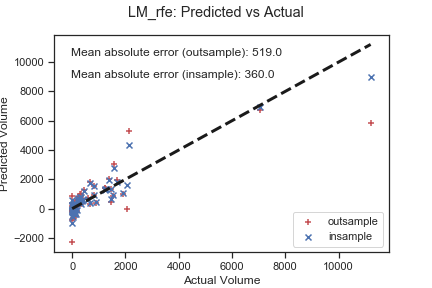 LM_rfe: Predicted vs Actual
Mean absolute error (outsample): 519.0
Mean absolute error (insample): 360.0
10000
8000
6000
4000
2000
0
−2000
Predicted Volume
outsample
insample
0 2000 4000 6000 8000 10000
Actual Volume